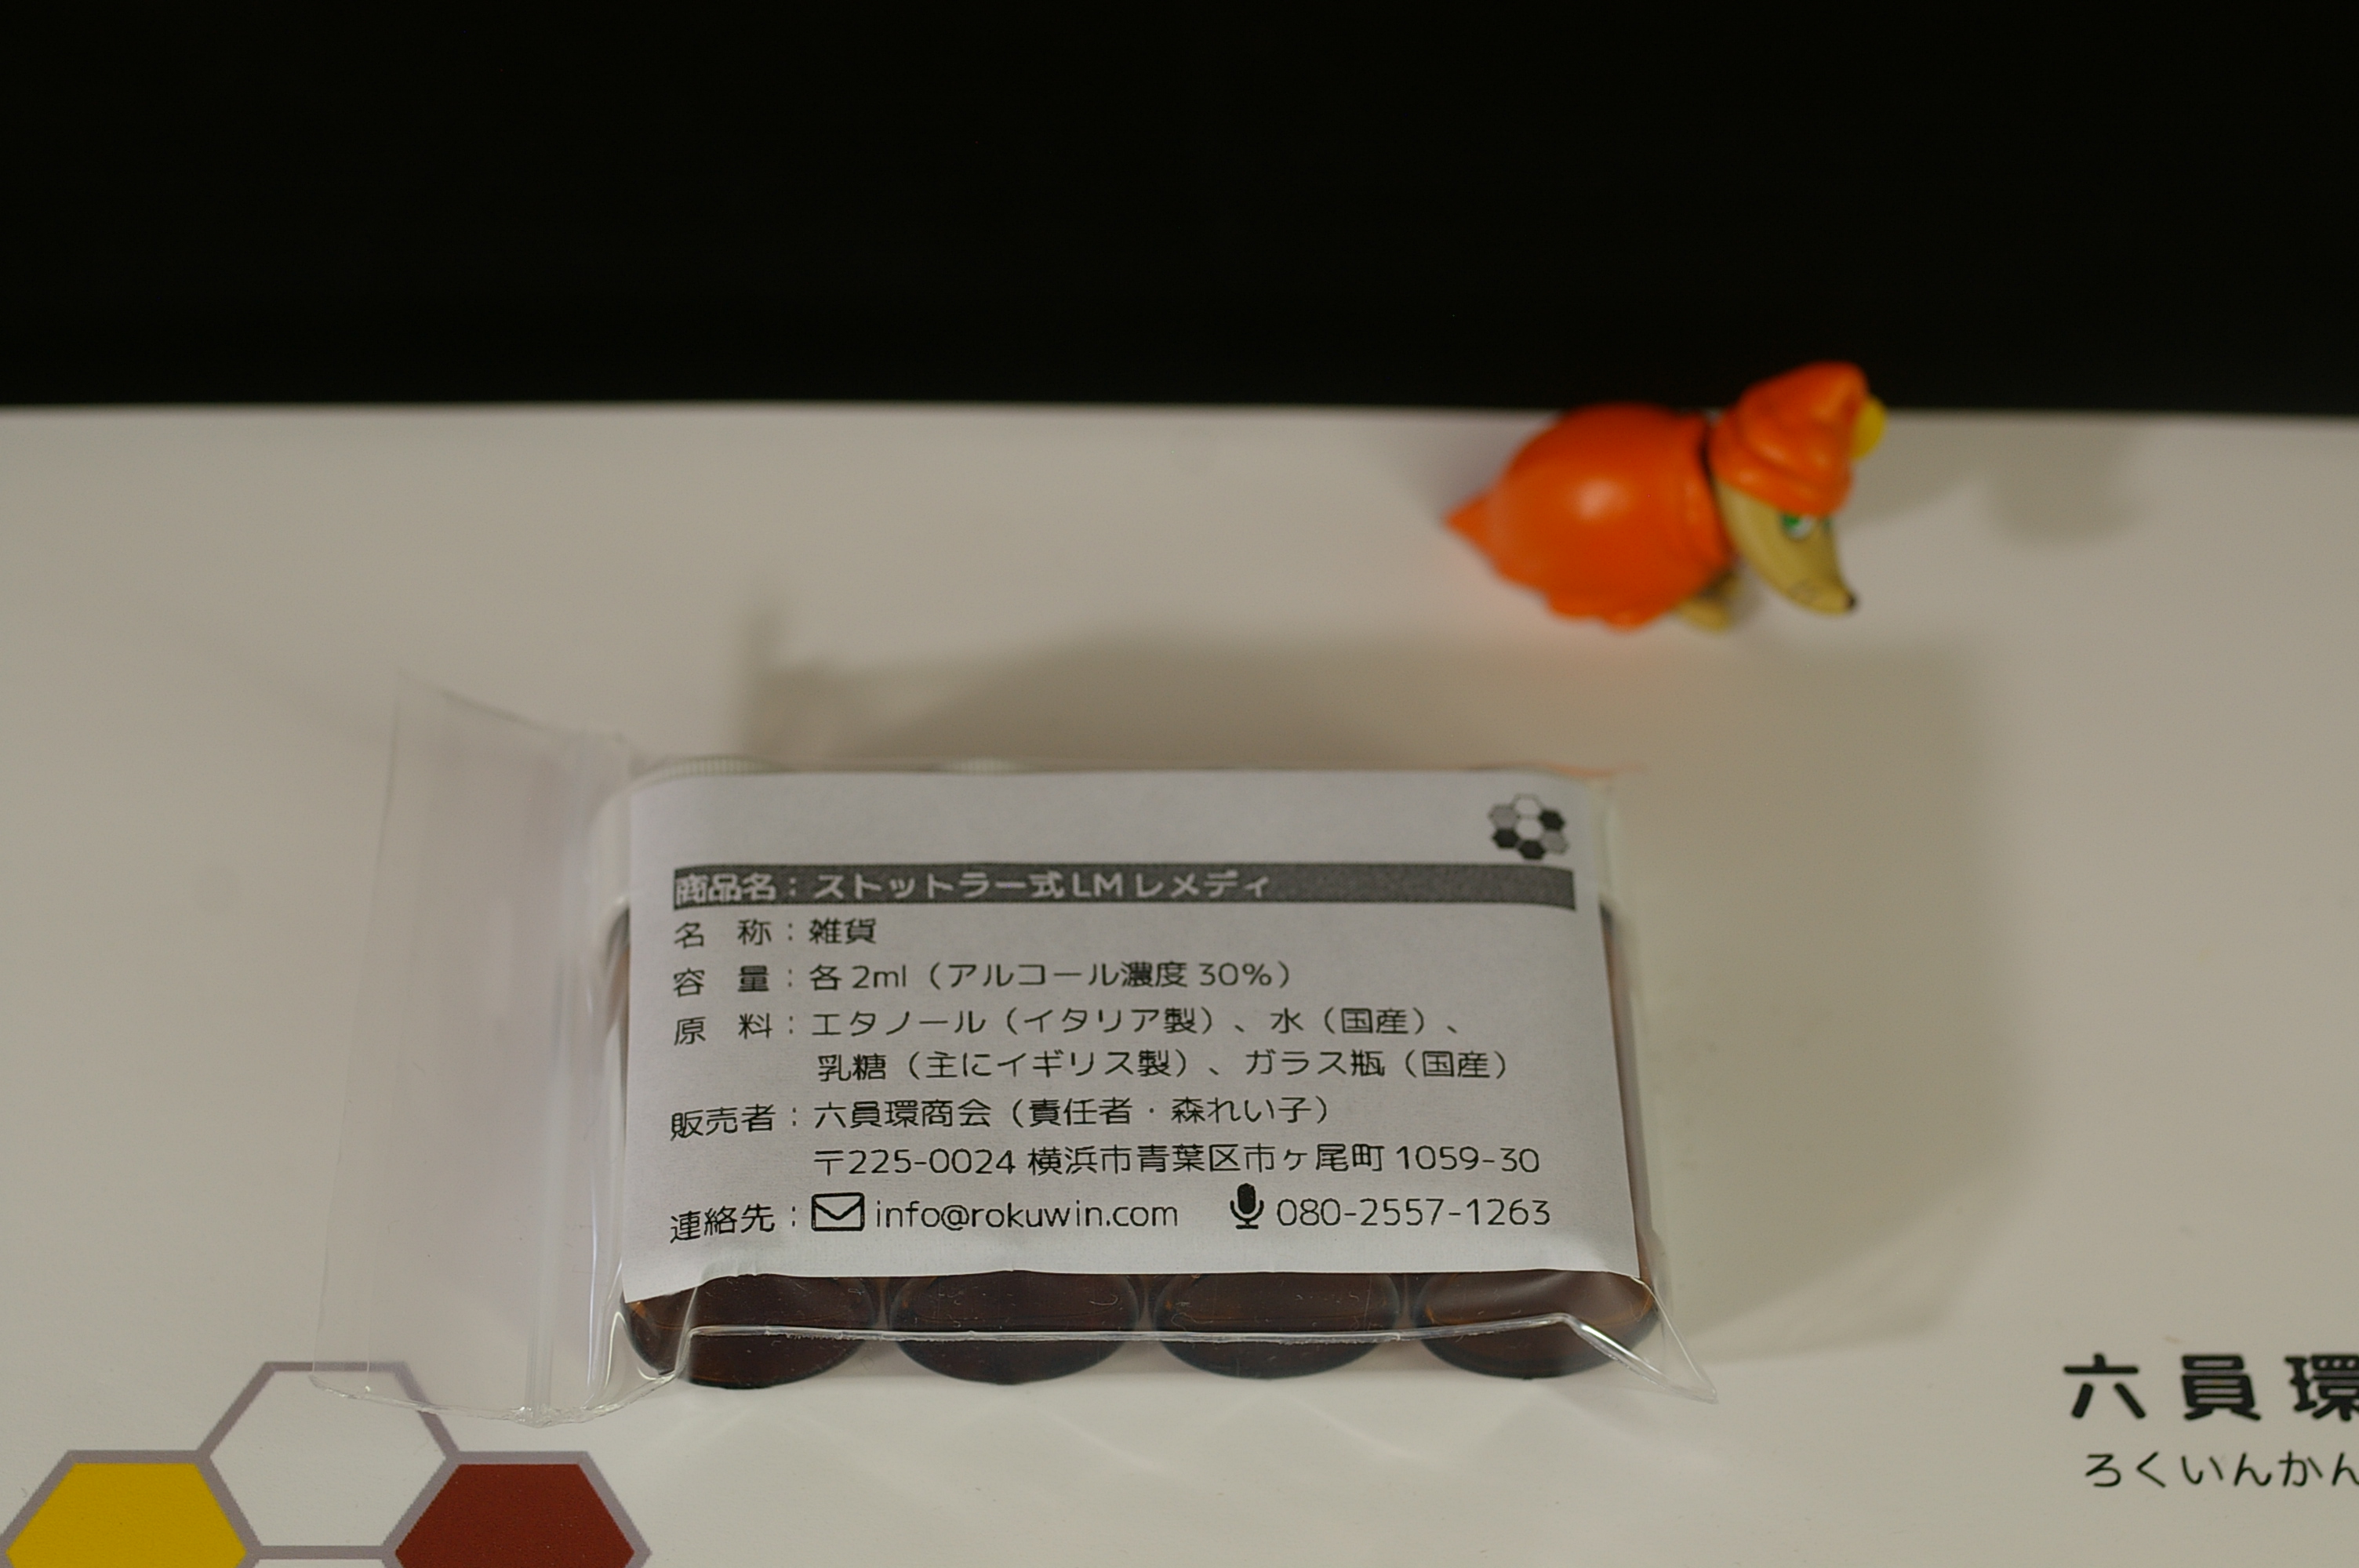 商品名：ストットラー式LMレメディ
名　称：雑貨
容　量：各2ml（アルコール濃度30%）
原　料：エタノール（イタリア製）、水（国産）、
乳糖（主にイギリス製）、ガラス瓶（国産）
販売者：六員環商会（責任者・森れい子）
〒225-0024 横浜市青葉区市ヶ尾町1059-30
連絡先：info@rokuwin.com 080-2557-1263
六員環
ろくいんかん